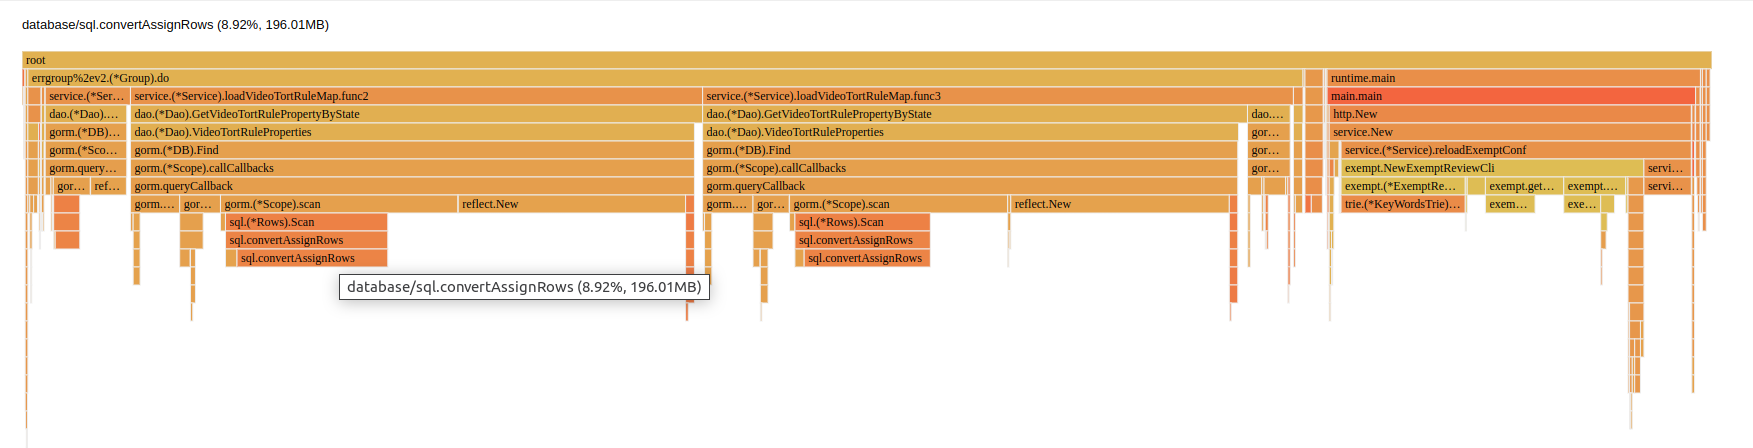 database/sql.convertAssignRows (8.92%, 196.01MB)
root
errgroup%2ev2.(*Group).do runtime.main
service.(*Ser... service.(*Service).loadVideoTortRuleMap.func2 service.(*Service).loadVideoTortRuleMap.func3 main.main
dao.(*Dao).... dao.(*Dao).GetVideoTortRulePropertyByState dao.(*Dao).GetVideoTortRulePropertyByState dao.... http.New
gorm.(*DB)... dao.(*Dao).VideoTortRuleProperties dao.(*Dao).VideoTortRuleProperties gor... service.New
gorm.(*Sco... gorm.(*DB).Find gorm.(*DB).Find gor... service.(*Service).reloadExemptConf
gorm.query... gorm.(*Scope).callCallbacks gorm.(*Scope).callCallbacks gor... exempt.NewExemptReviewCli servi...
gor... ref... gorm.queryCallback gorm.queryCallback exempt.(*ExemptRe... exempt.get... exempt.... servi...
gorm.... gor... gorm.(*Scope).scan reflect.New gorm.... gor... gorm.(*Scope).scan reflect.New trie.(*KeyWordsTrie)... exem... exe...
sql.(*Rows).Scan sql.(*Rows).Scan
sql.convertAssignRows sql.convertAssignRows
sql.convertAssignRows sql.convertAssignRows
database/sql.convertAssignRows (8.92%, 196.01MB)